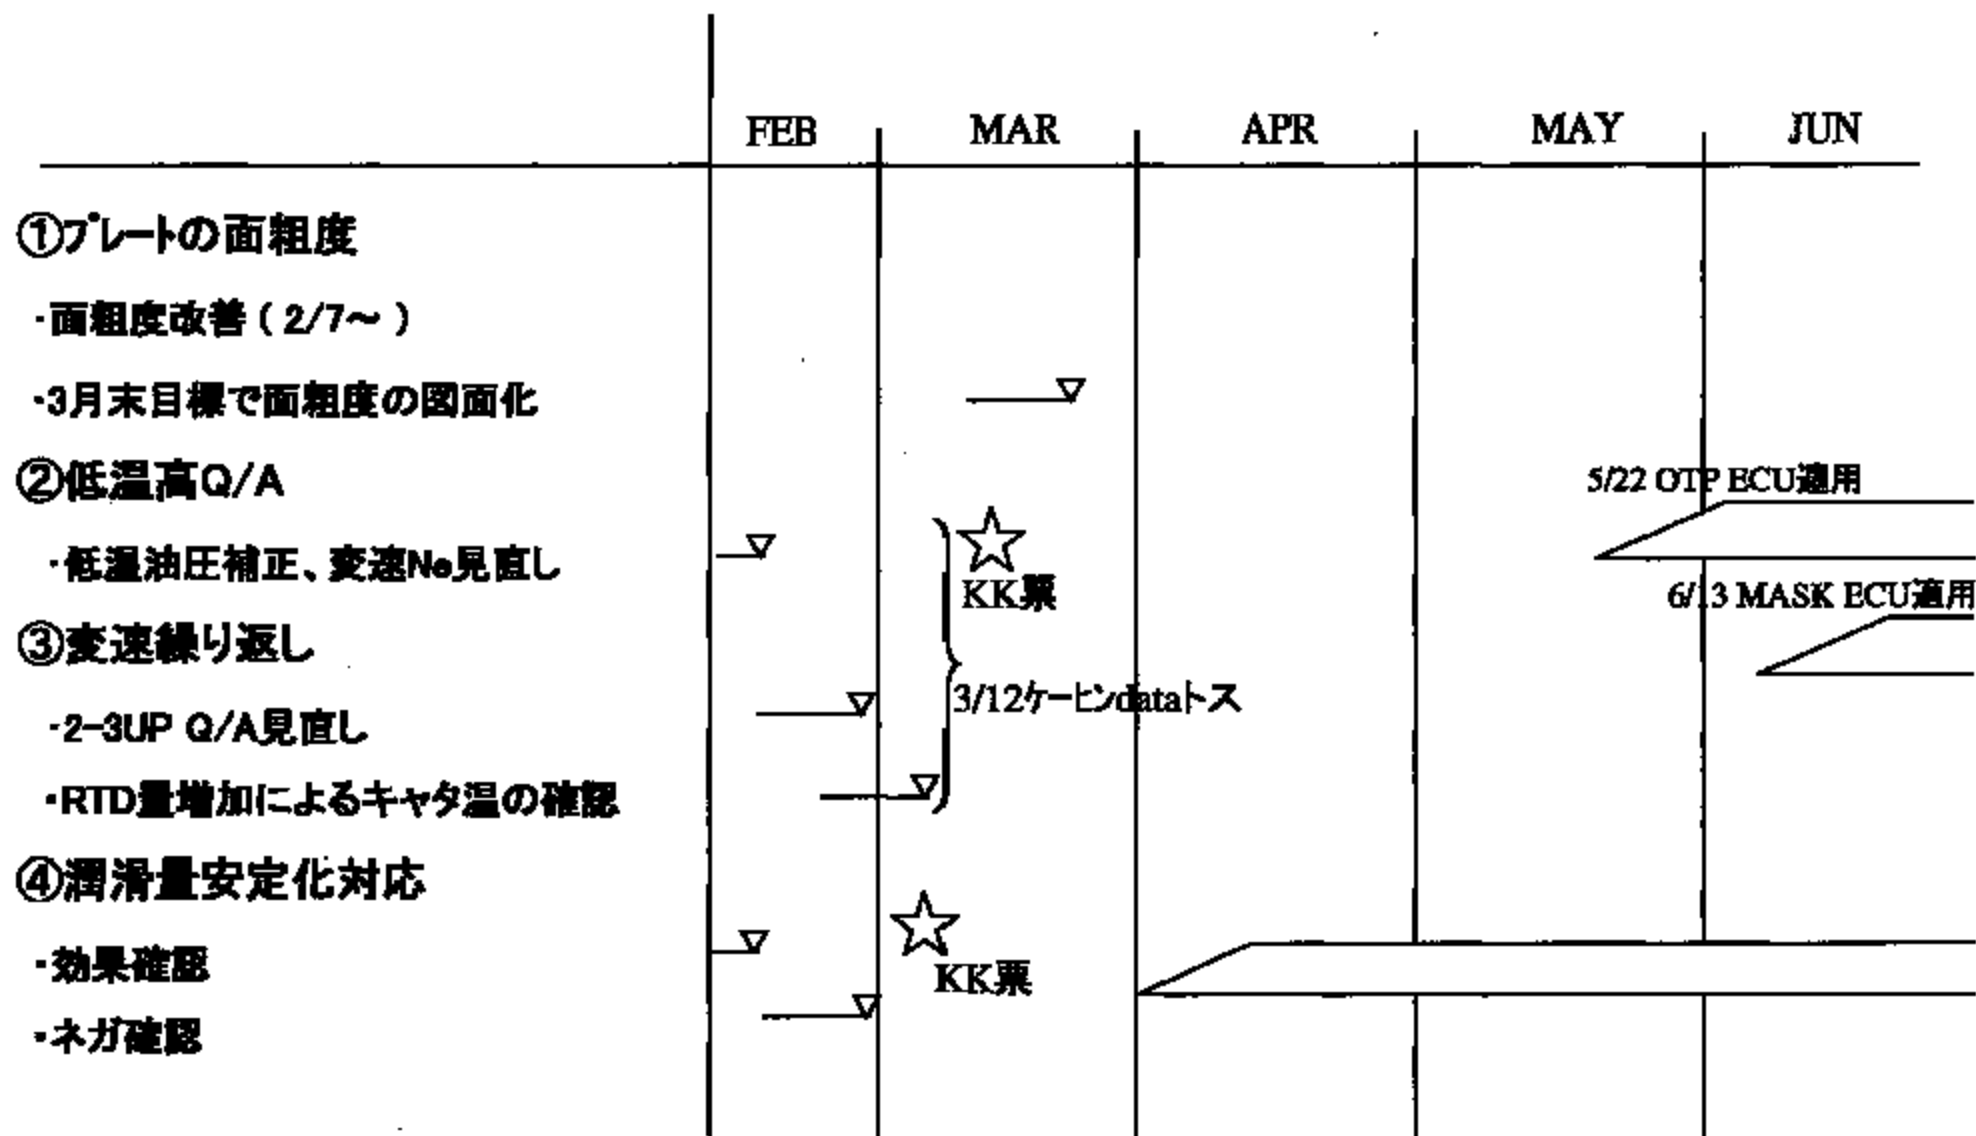 FEB MAR APR MAY JUN
①プレートの面粗度
・面粗度改善 ( 2/7～ )
・3月末目標で面粗度の図面化
②低温高Q/A
5/22 OTP ECU適用
・低温油圧補正、変速Ne見直し
KK票
6/13 MASK ECU適用
③変速繰り返し
3/12ケーヒンdataトス
・2-3UP Q/A見直し
・RTD量増加によるキャタ温の確認
④潤滑量安定化対応
・効果確認
KK票
・ネガ確認